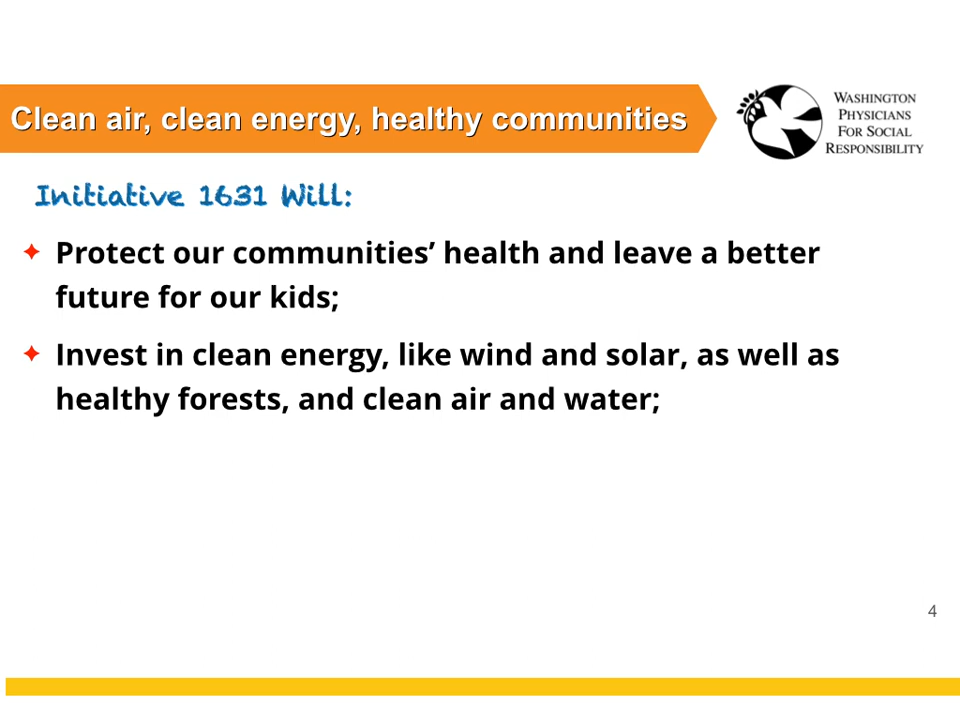 Clean air, clean energy, healthy communities
WASHINGTON
PHYSICIANS
FOR SOCIAL
RESPONSIBILITY
Initiative 1631 Will:
Protect our communities’ health and leave a better
future for our kids;
Invest in clean energy, like wind and solar, as well as
healthy forests, and clean air and water;
4